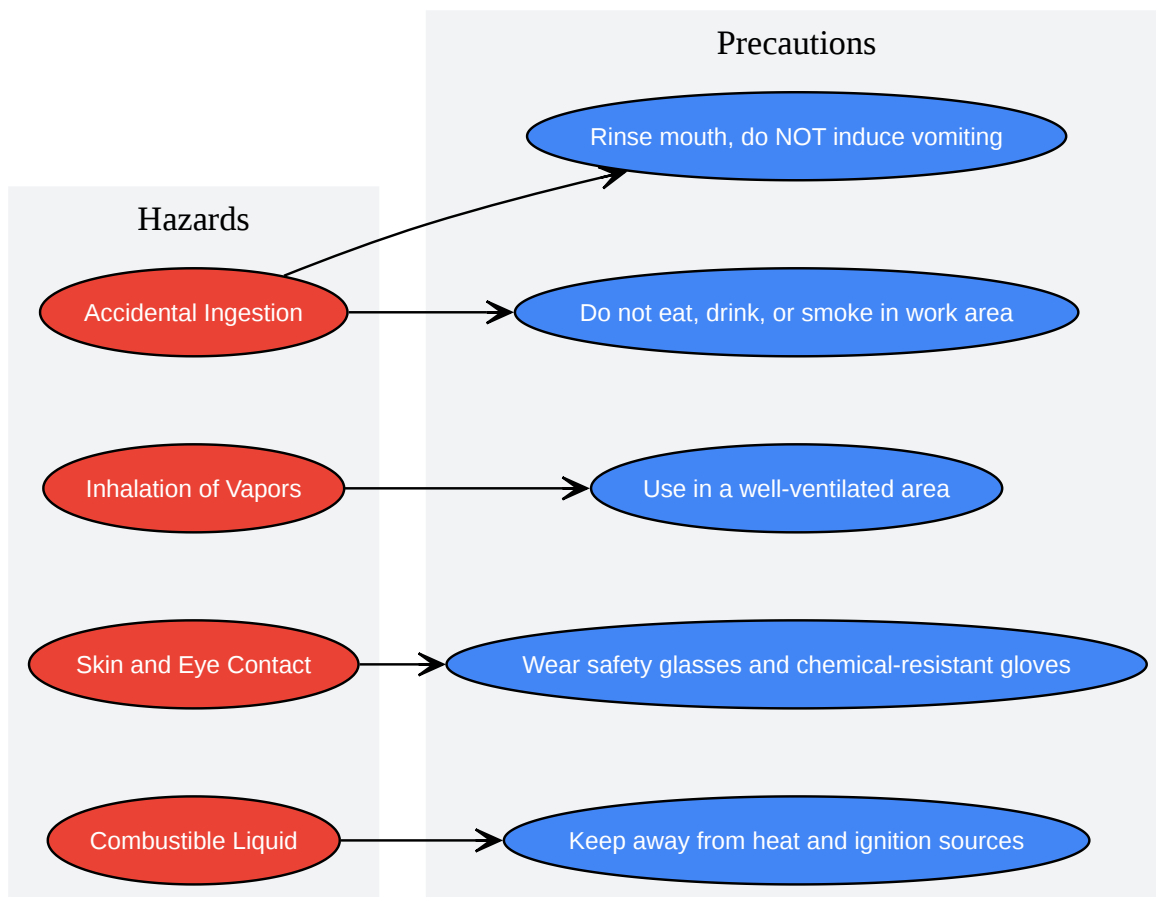 Precautions
Rinse mouth, do NOT induce vomiting
Hazards
Accidental Ingestion
Do not eat, drink, or smoke in work area
Inhalation of Vapors
Use in a well-ventilated area
Skin and Eye Contact
Wear safety glasses and chemical-resistant gloves
Combustible Liquid
Keep away from heat and ignition sources